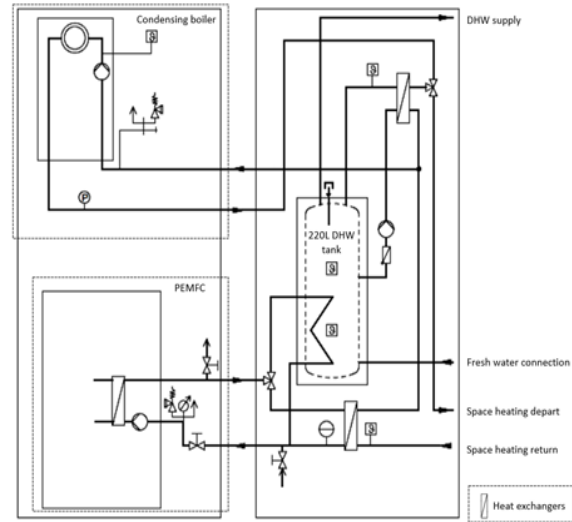 Condensing boiler
DHW supply
P
220L DHW
tank
PEMFC
Fresh water connection
Space heating depart
Space heating return
Heat exchangers